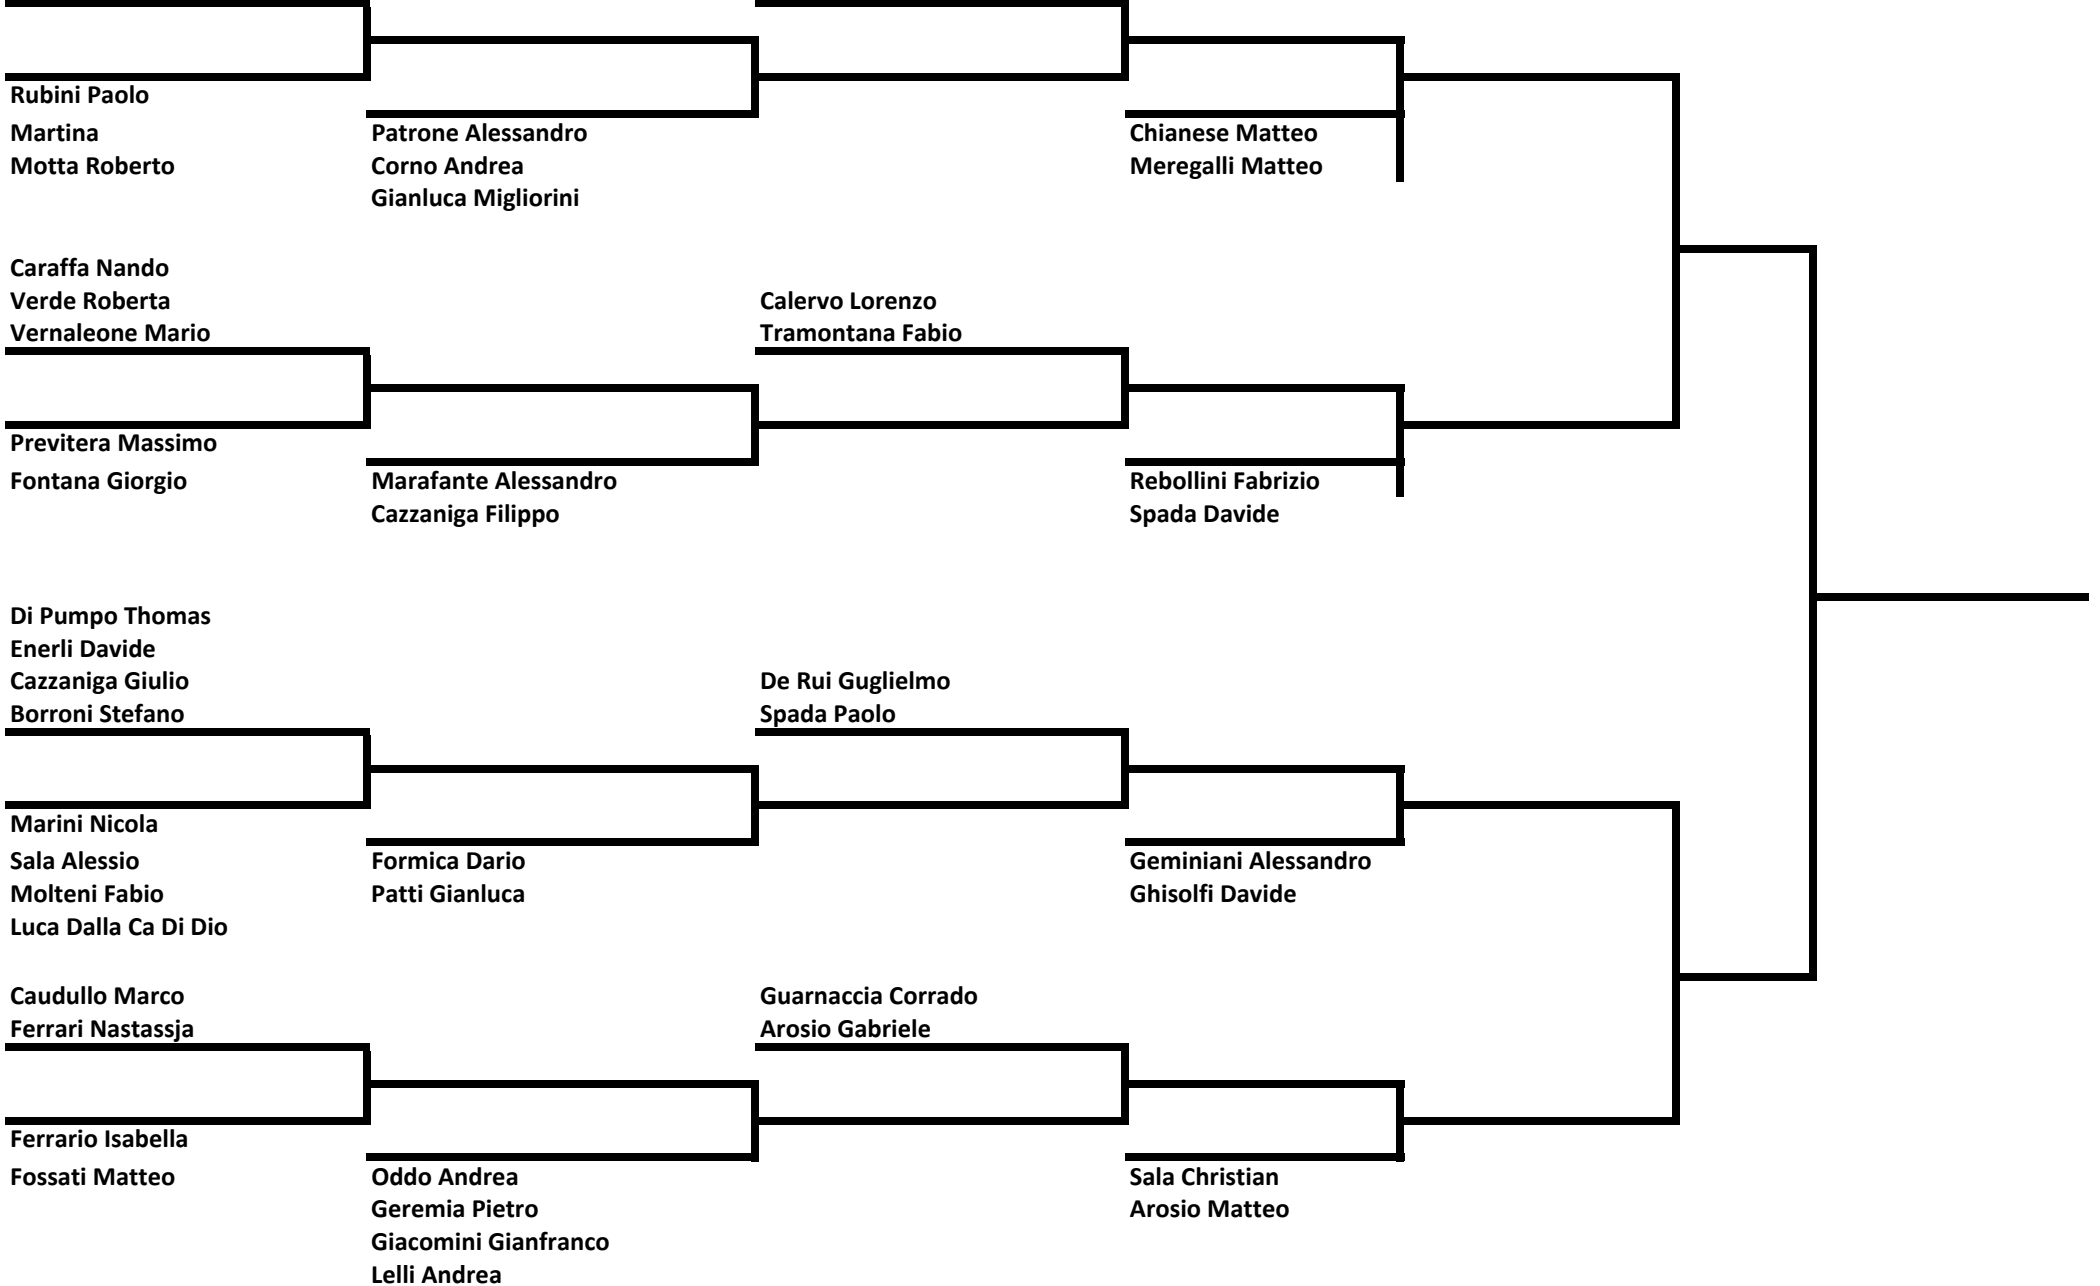 Rubini Paolo
Martina
Motta Roberto
Patrone Alessandro
Corno Andrea
Gianluca Migliorini
Chianese Matteo
Meregalli Matteo
Caraffa Nando
Verde Roberta
Vernaleone Mario
Calervo Lorenzo
Tramontana Fabio
Previtera Massimo
Fontana Giorgio
Marafante Alessandro
Cazzaniga Filippo
Rebollini Fabrizio
Spada Davide
Di Pumpo Thomas
Enerli Davide
Cazzaniga Giulio
Borroni Stefano
De Rui Guglielmo
Spada Paolo
Marini Nicola
Sala Alessio
Molteni Fabio
Luca Dalla Ca Di Dio
Formica Dario
Patti Gianluca
Geminiani Alessandro
Ghisolfi Davide
Caudullo Marco
Ferrari Nastassja
Guarnaccia Corrado
Arosio Gabriele
Ferrario Isabella
Fossati Matteo
Oddo Andrea
Geremia Pietro
Giacomini Gianfranco
Lelli Andrea
Sala Christian
Arosio Matteo